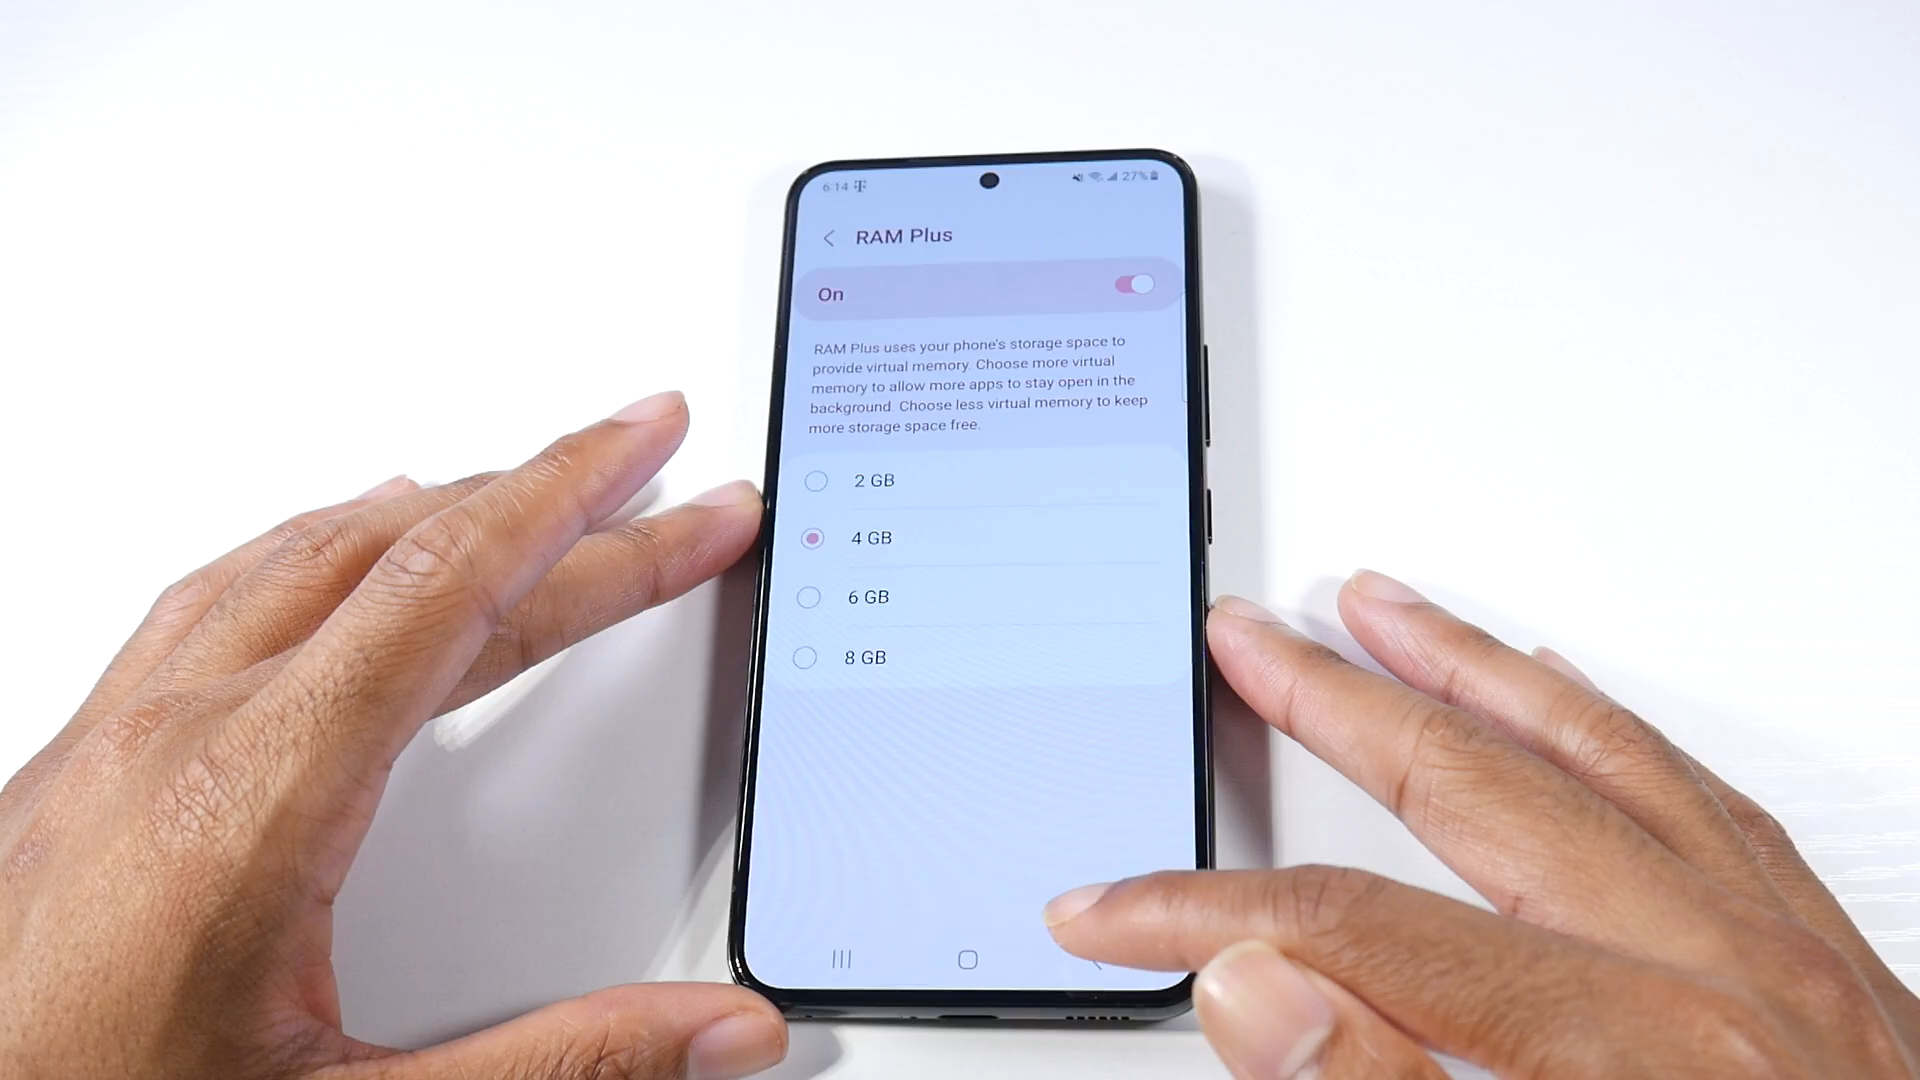 6:14 T
27%
RAM Plus
On
RAM Plus uses your phone's storage space to
provide virtual memory. Choose more virtual
memory to allow more apps to stay open in the
background. Choose less virtual memory to keep
more storage space free.
2 GB
4 GB
6 GB
8 GB